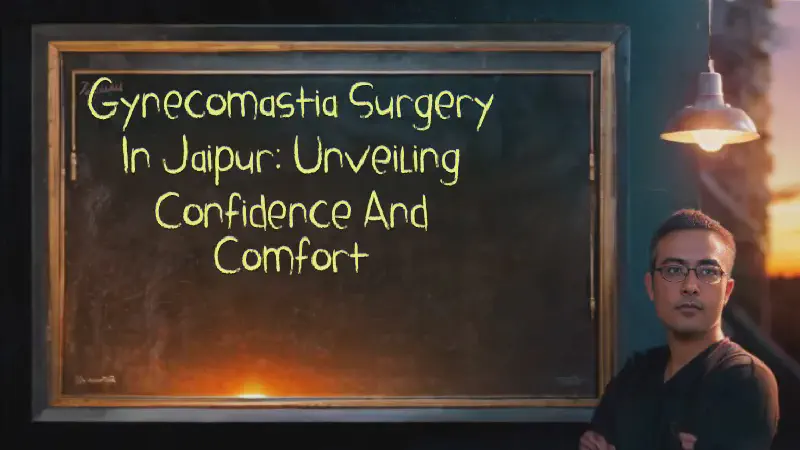 Gynecomastia Surgery
In Jaipur: Unveiling
Confidence And
Comfort